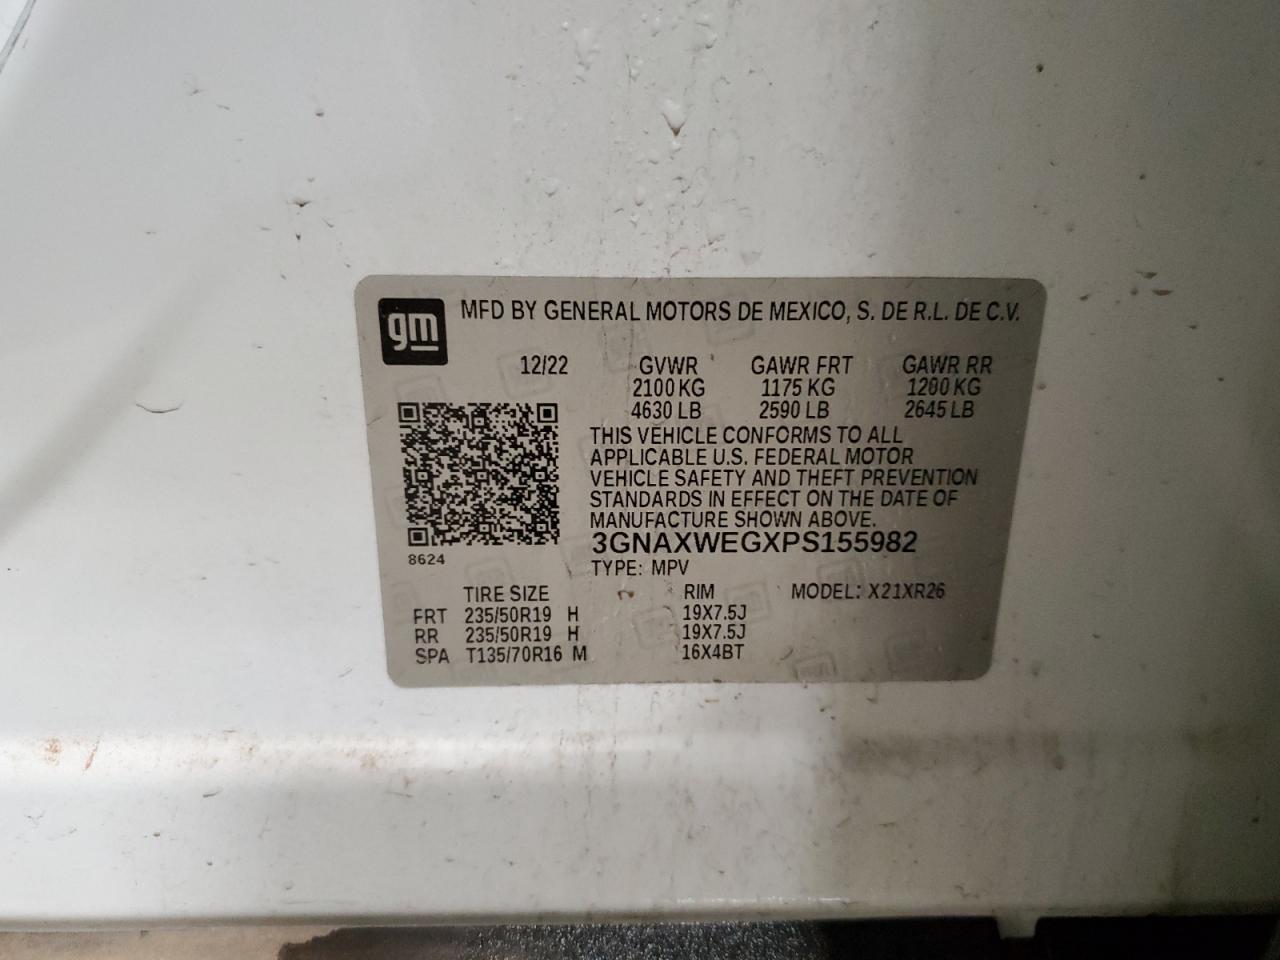 gm
MFD BY GENERAL MOTORS DE MEXICO, S. DE R.L. DE C.V.
12/22 GVWR GAWR FRT GAWR RR
2100 KG 1175 KG 1200 KG
4630 LB 2590 LB 2645 LB
THIS VEHICLE CONFORMS TO ALL
APPLICABLE U.S. FEDERAL MOTOR
VEHICLE SAFETY AND THEFT PREVENTION
STANDARDS IN EFFECT ON THE DATE OF
MANUFACTURE SHOWN ABOVE.
3GNAXWEGXPS155982
8624
TYPE: MPV
TIRE SIZE RIM MODEL: X21XR26
FRT 235/50R19 H 19X7.5J
RR 235/50R19 H 19X7.5J
SPA T135/70R16 M 16X4BT